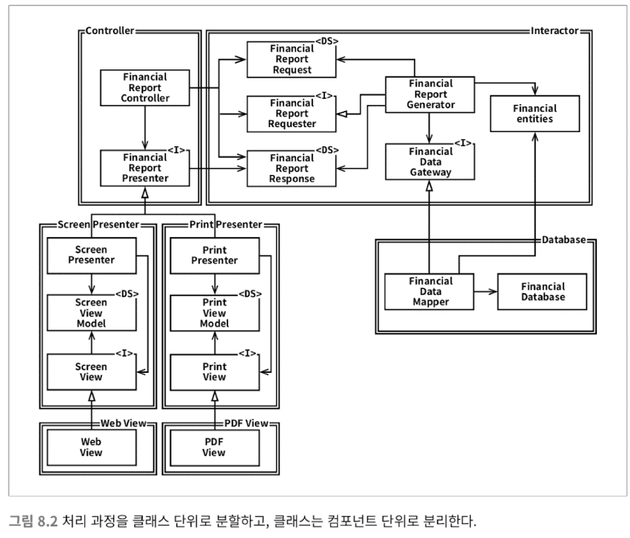 Controller
Interactor
Financial
Report
Controller
<I>
Financial
Report
Presenter
<DS>
Financial
Report
Request
<I>
Financial
Report
Requester
<DS>
Financial
Report
Response
Financial
Report
Generator
<I>
Financial
Data
Gateway
Financial
entities
Screen Presenter
Screen
Presenter
<DS>
Screen
View
Model
<I>
Screen
View
Print Presenter
Print
Presenter
<DS>
Print
View
Model
<I>
Print
View
Database
Financial
Data
Mapper
Financial
Database
Web View
Web
View
PDF View
PDF
View
그림 8.2 처리 과정을 클래스 단위로 분할하고, 클래스는 컴포넌트 단위로 분리한다.